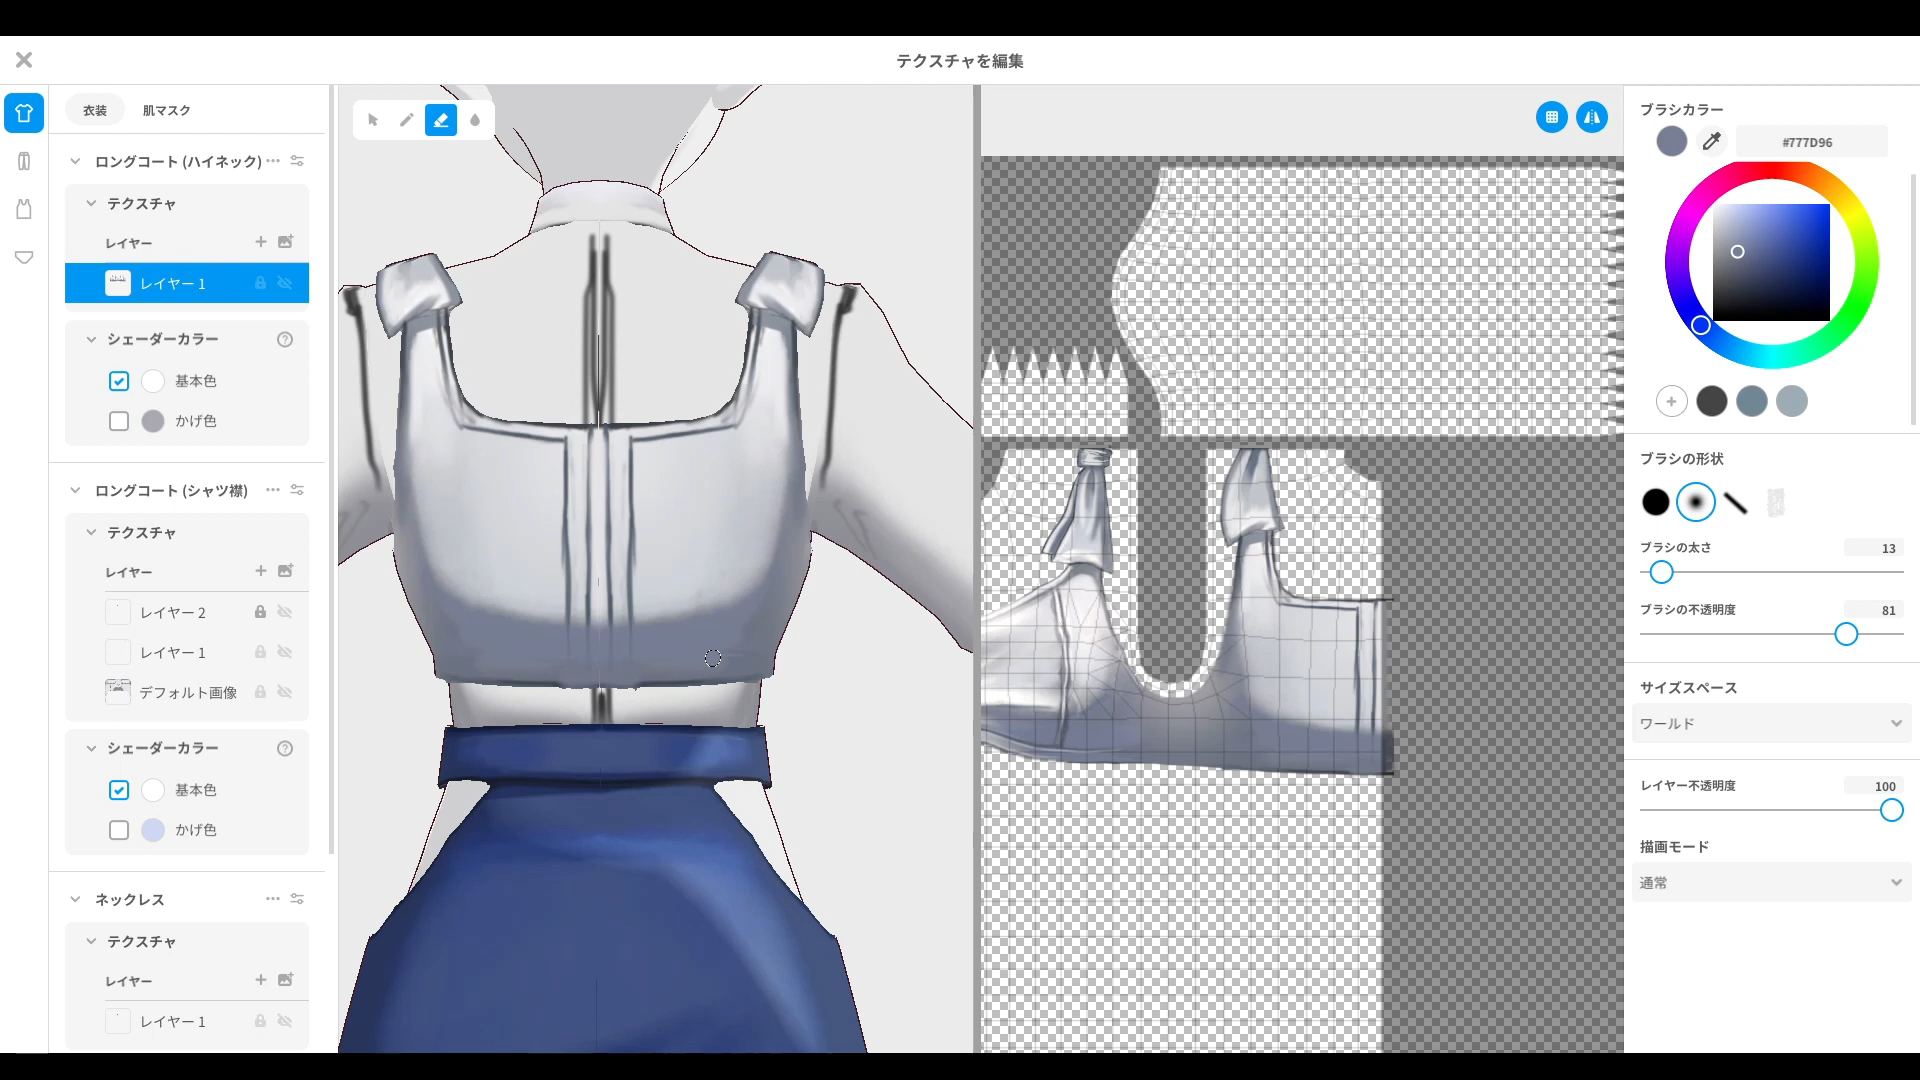 テクスチャを編集
衣装
肌マスク
ロングコート (ハイネック)
テクスチャ
レイヤー
レイヤー 1
シェーダーカラー
基本色
かげ色
ロングコート (シャツ襟)
テクスチャ
レイヤー
レイヤー 2
レイヤー 1
デフォルト画像
シェーダーカラー
基本色
かげ色
ネックレス
テクスチャ
レイヤー
レイヤー 1
ブラシカラー
#777D96
ブラシの形状
ブラシの太さ
13
ブラシの不透明度
81
サイズスペース
ワールド
レイヤー不透明度
100
描画モード
通常